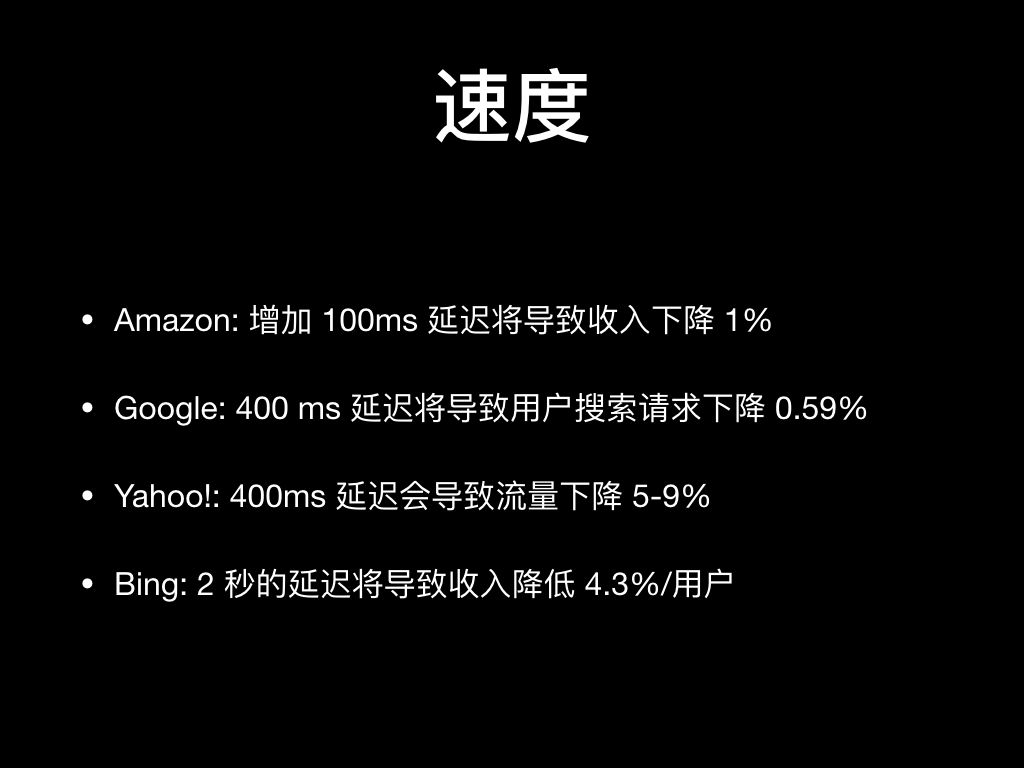 速度
• Amazon: 增加 100ms 延迟将导致收入下降 1%
• Google: 400 ms 延迟将导致用户搜索请求下降 0.59%
• Yahoo!: 400ms 延迟会导致流量下降 5-9%
• Bing: 2 秒的延迟将导致收入降低 4.3%/用户